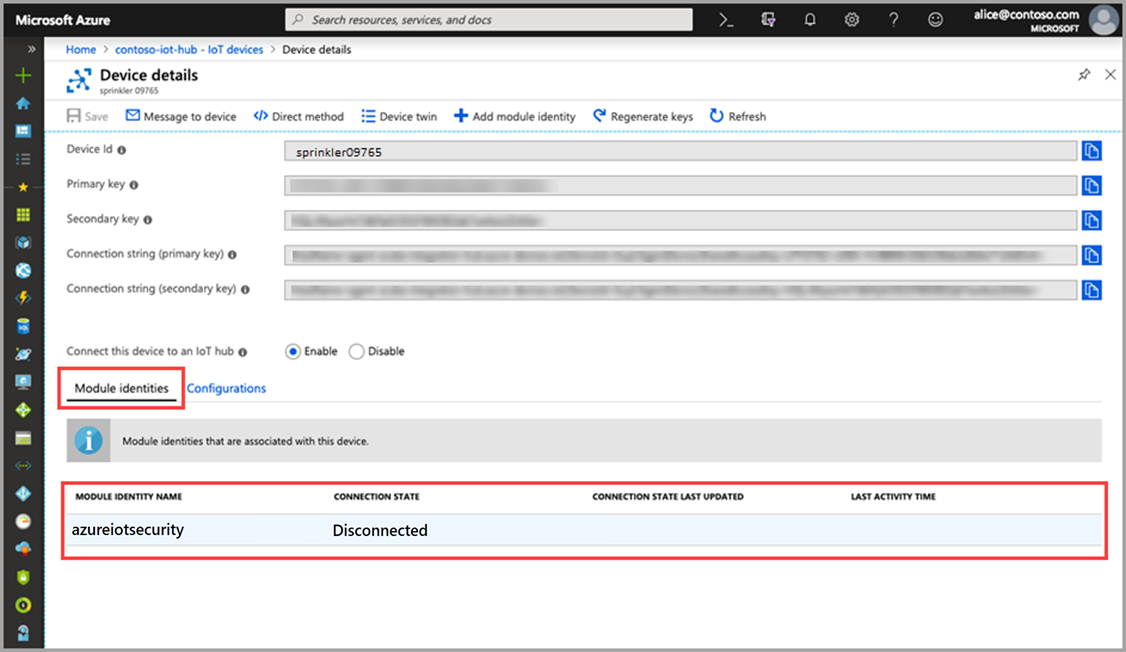 Microsoft Azure
Search resources, services, and docs
alice@contoso.com
MICROSOFT
Home > contoso-iot-hub - IoT devices > Device details
Device details
sprinkler 09765
Save Message to device Direct method Device twin Add module identity Regenerate keys Refresh
Device Id sprinkler09765
Primary key
Secondary key
Connection string (primary key)
Connection string (secondary key)
Connect this device to an IoT hub Enable Disable
Module identities Configurations
Module identities that are associated with this device.
MODULE IDENTITY NAME CONNECTION STATE CONNECTION STATE LAST UPDATED LAST ACTIVITY TIME
azureiotsecurity Disconnected